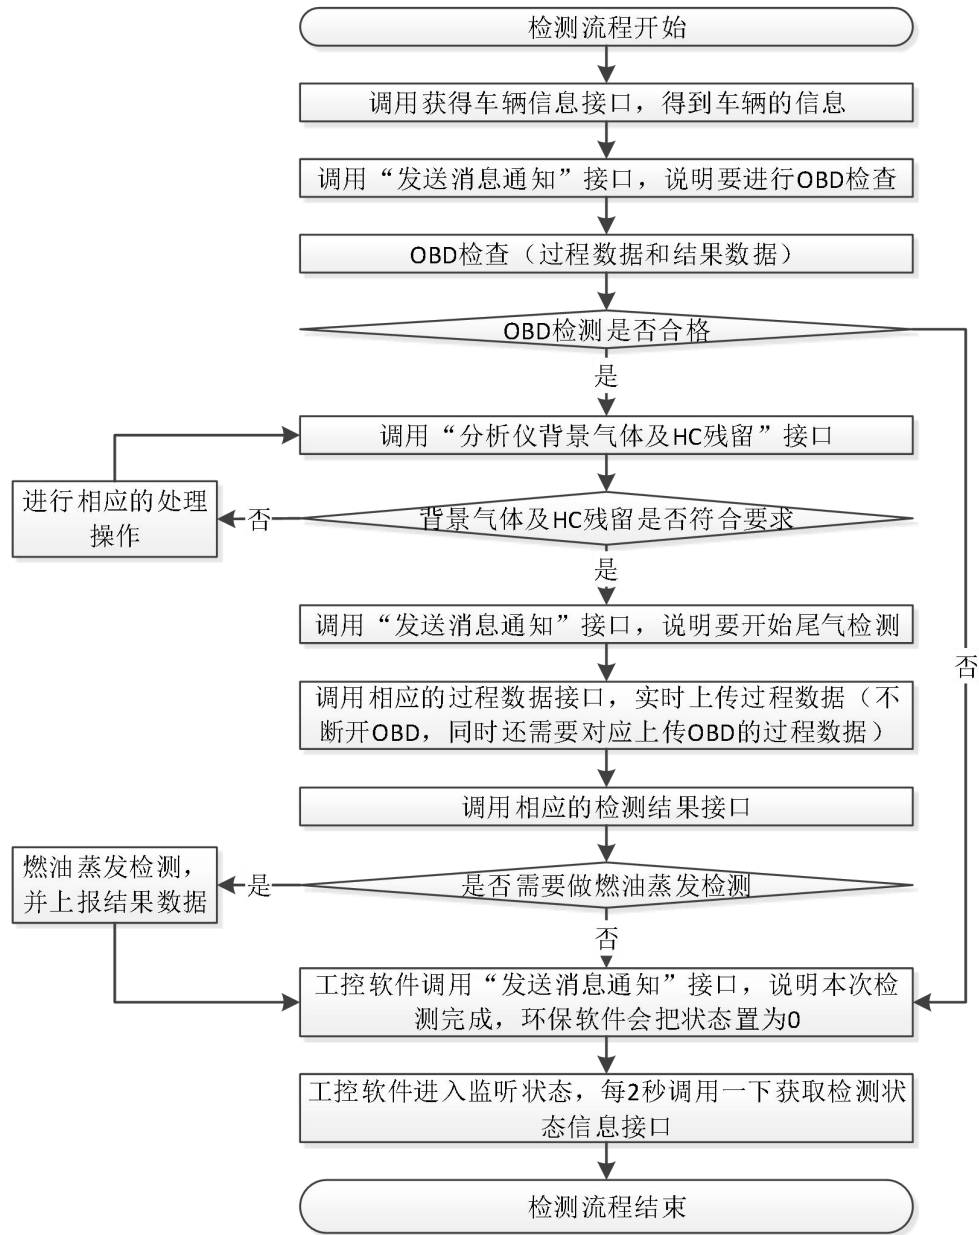 检测流程开始
调用获得车辆信息接口，得到车辆的信息
调用“发送消息通知”接口，说明要进行OBD检查
OBD检查（过程数据和结果数据）
OBD检测是否合格
是
调用“分析仪背景气体及HC残留”接口
进行相应的处理
操作
否
背景气体及HC残留是否符合要求
是
调用“发送消息通知”接口，说明要开始尾气检测
否
调用相应的过程数据接口，实时上传过程数据（不
断开OBD，同时还需要对应上传OBD的过程数据）
调用相应的检测结果接口
燃油蒸发检测，
并上报结果数据
是
是否需要做燃油蒸发检测
否
工控软件调用“发送消息通知”接口，说明本次检
测完成，环保软件会把状态置为0
工控软件进入监听状态，每2秒调用一下获取检测状
态信息接口
检测流程结束